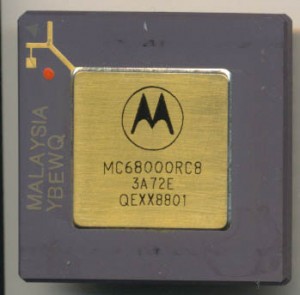 MALAYSIA
YBEWQ
MC68000RC8
3A72E
QEXX8801